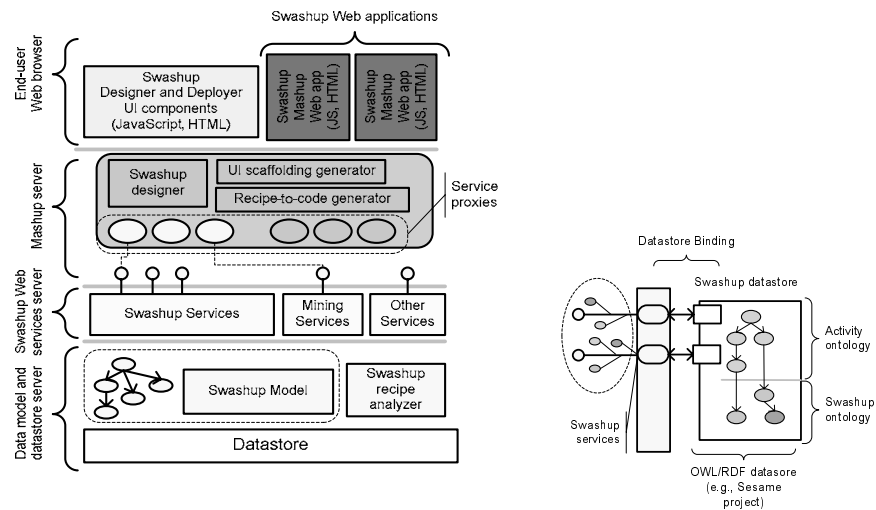 Swashup Web applications
End-user
Web browser
Swashup
Designer and Deployer
UI components
(JavaScript, HTML)
Swashup
Mashup
Web app
(JS, HTML)
Swashup
Mashup
Web app
(JS, HTML)
Mashup server
Swashup
designer
UI scaffolding generator
Recipe-to-code generator
Service
proxies
Swashup Web
services server
Swashup Services
Mining
Services
Other
Services
Data model and
datastore server
Swashup Model
Swashup
recipe
analyzer
Datastore
Datastore Binding
Swashup datastore
Activity
ontology
Swashup
ontology
Swashup
services
OWL/RDF datasore
(e.g., Sesame
project)